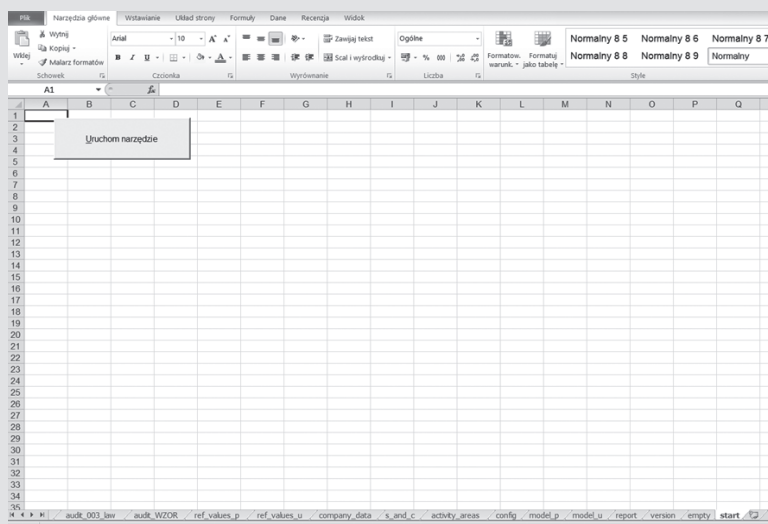 Plik Narzędzia główne Wstawianie Układ strony Formuły Dane Recenzja Widok
Wklej
Wytnij
Kopiuj
Malarz formatów
Schowek
Arial 10
B I U
Czcionka
Zawijaj tekst
Scal i wyśrodkuj
Wyrównanie
Ogólne
% 000
Liczba
Formatow. warunk.
Formatuj jako tabelę
Normalny 8 5 Normalny 8 6 Normalny 8 7
Normalny 8 8 Normalny 8 9 Normalny
Style
A1 fx
A B C D E F G H I J K L M N O P Q
1
2
3
4
5
6
7
8
9
10
11
12
13
14
15
16
17
18
19
20
21
22
23
24
25
26
27
28
29
30
31
32
33
34
35
Uruchom narzędzie
audit_003_law audit_WZOR ref_values_p ref_values_u company_data s_and_c activity_areas config model_p model_u report version empty start